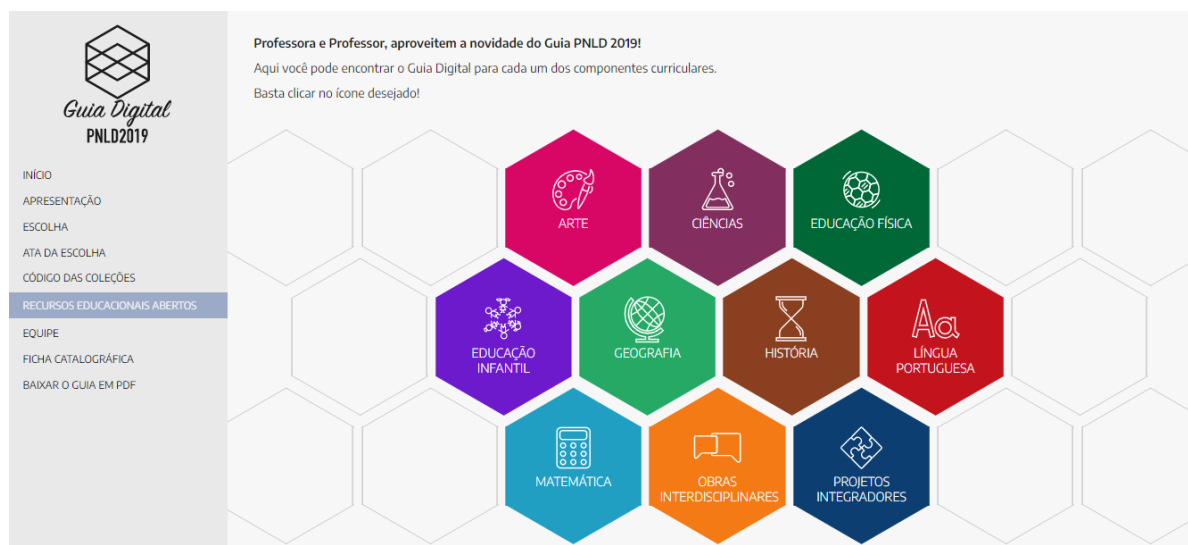 Guia Digital
PNLD2019
INÍCIO
APRESENTAÇÃO
ESCOLHA
ATA DA ESCOLHA
CÓDIGO DAS COLEÇÕES
RECURSOS EDUCACIONAIS ABERTOS
EQUIPE
FICHA CATALOGRÁFICA
BAIXAR O GUIA EM PDF
Professora e Professor, aproveitem a novidade do Guia PNLD 2019!
Aqui você pode encontrar o Guia Digital para cada um dos componentes curriculares.
Basta clicar no ícone desejado!
ARTE
CIÊNCIAS
EDUCAÇÃO FÍSICA
EDUCAÇÃO
INFANTIL
GEOGRAFIA
HISTÓRIA
Aa
LÍNGUA
PORTUGUESA
MATEMÁTICA
OBRAS
INTERDISCIPLINARES
PROJETOS
INTEGRADORES